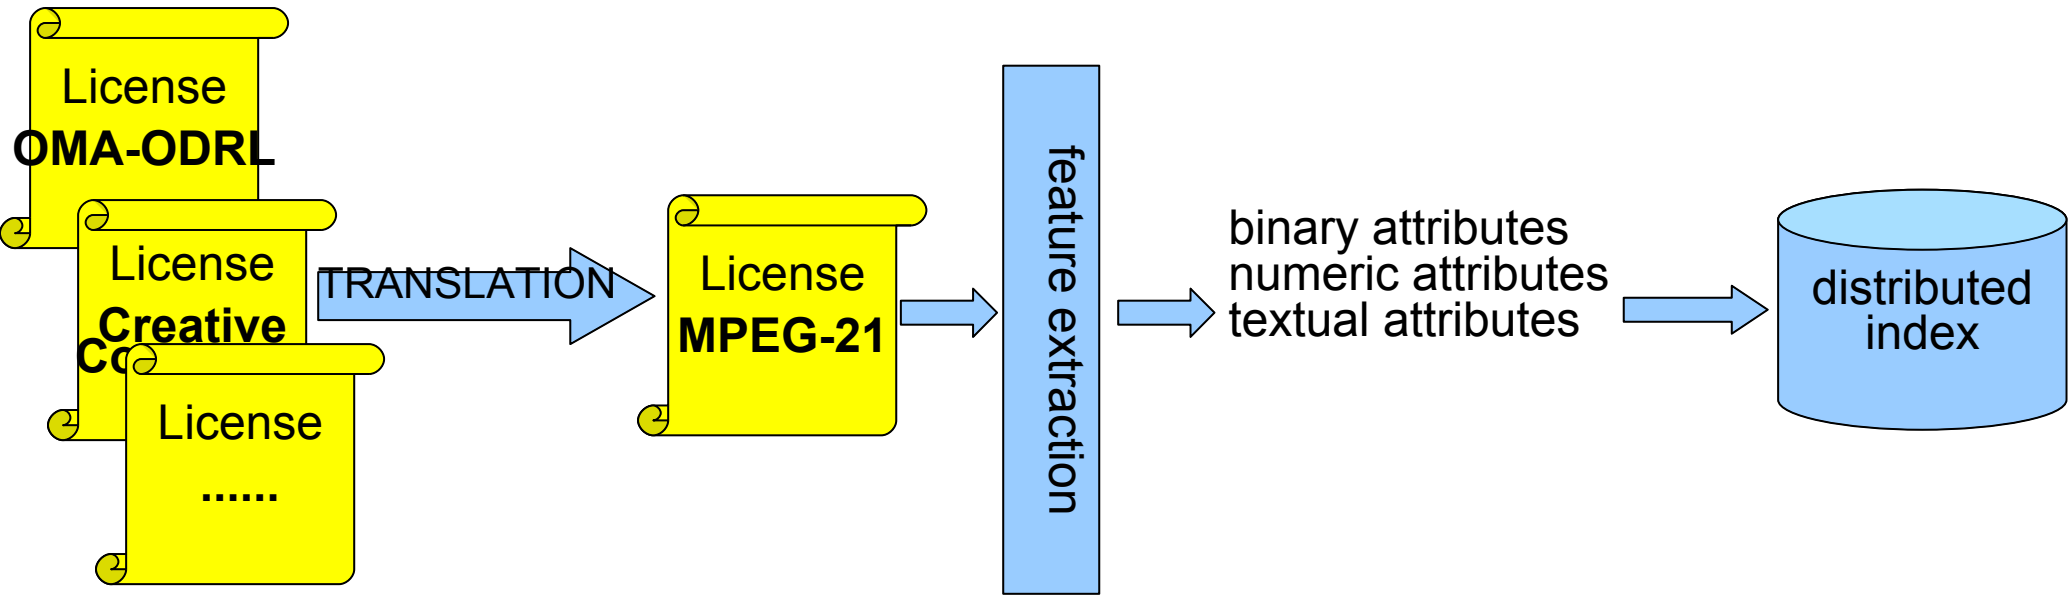 License
OMA-ODRL
License
Creative
Co
License
......
TRANSLATION
License
MPEG-21
feature extraction
binary attributes
numeric attributes
textual attributes
distributed
index